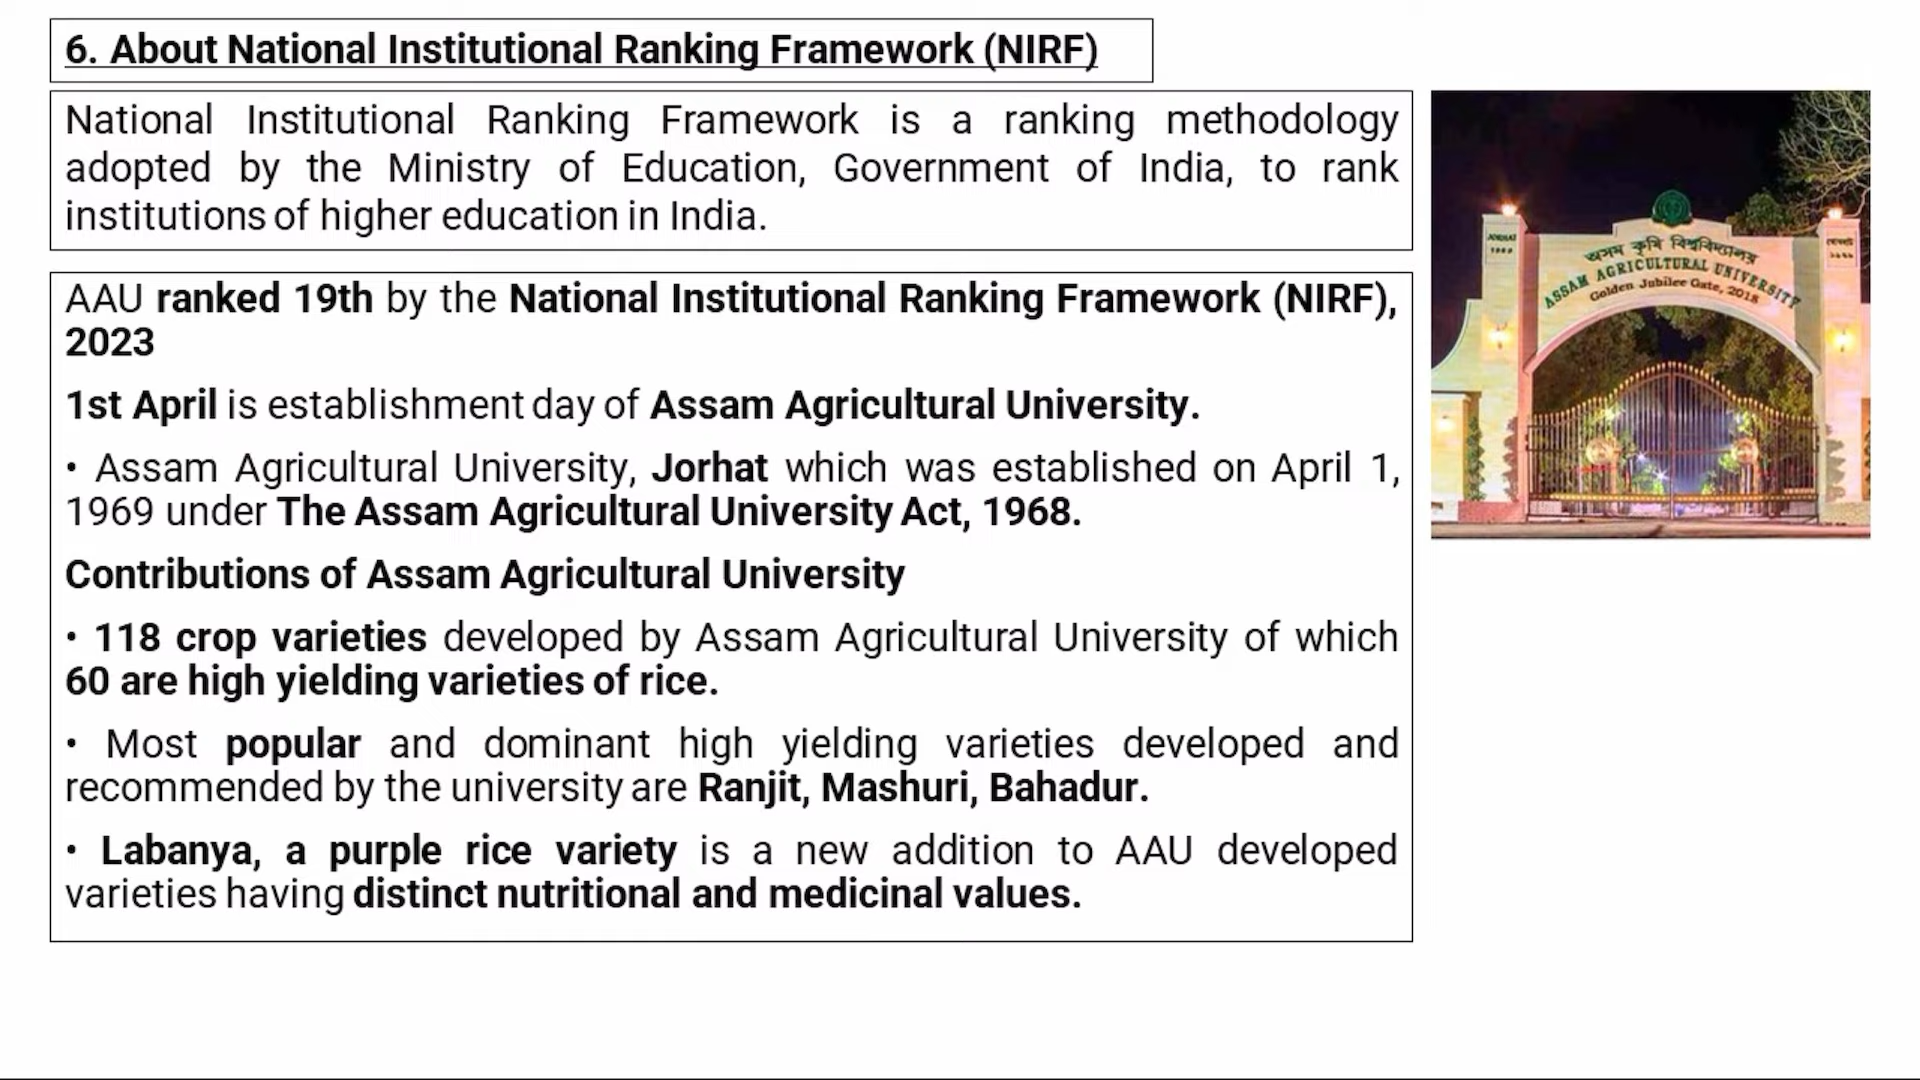 6. About National Institutional Ranking Framework (NIRF)
National Institutional Ranking Framework is a ranking methodology
adopted by the Ministry of Education, Government of India, to rank
institutions of higher education in India.
AAU ranked 19th by the National Institutional Ranking Framework (NIRF),
2023
1st April is establishment day of Assam Agricultural University.
• Assam Agricultural University, Jorhat which was established on April 1,
1969 under The Assam Agricultural University Act, 1968.
Contributions of Assam Agricultural University
• 118 crop varieties developed by Assam Agricultural University of which
60 are high yielding varieties of rice.
• Most popular and dominant high yielding varieties developed and
recommended by the university are Ranjit, Mashuri, Bahadur.
• Labanya, a purple rice variety is a new addition to AAU developed
varieties having distinct nutritional and medicinal values.
অসম কৃষি বিশ্ববিদ্যালয়
ASSAM AGRICULTURAL UNIVERSITY
Golden Jubilee Gate, 2018
JORHAT
1969